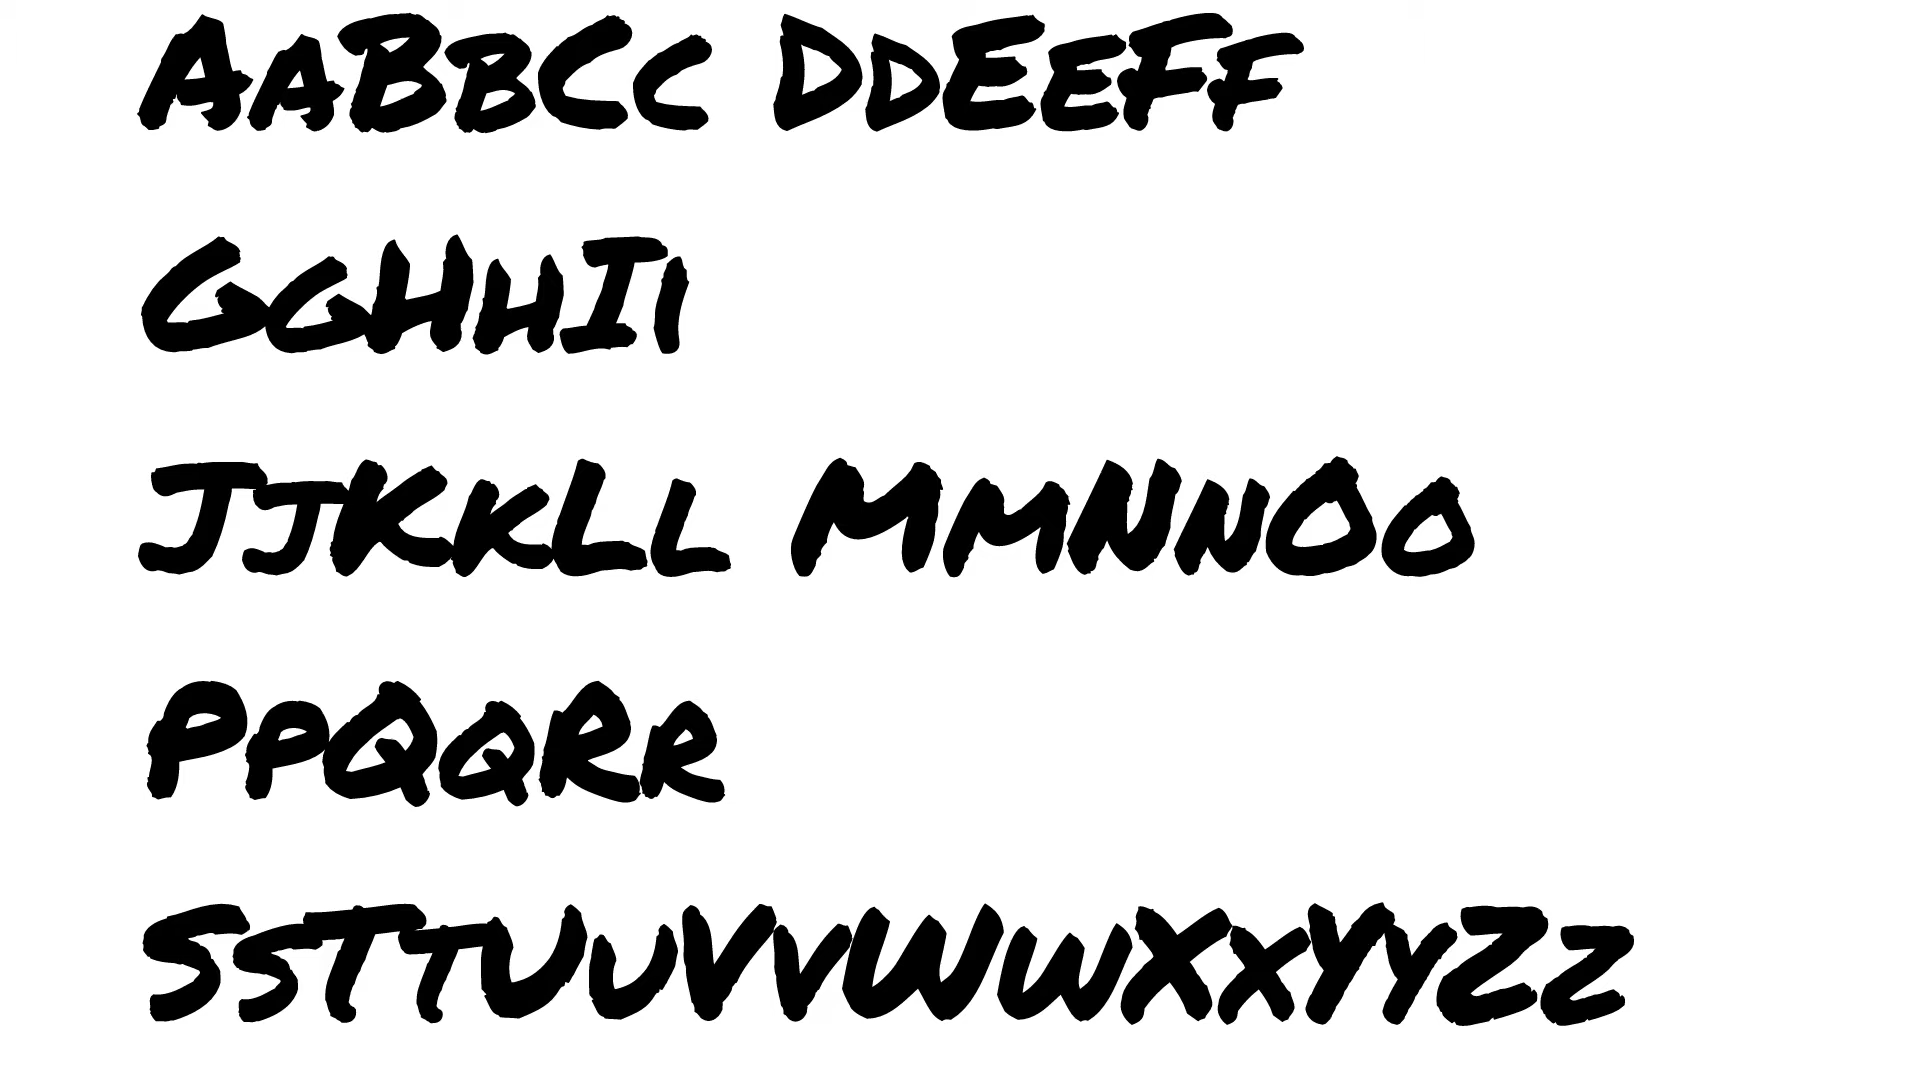 AaBbCc DdEeFf
GgHhIi
JjKkLl MmNnOo
PpQqRr
SsTtUuVvWwXxYyZz